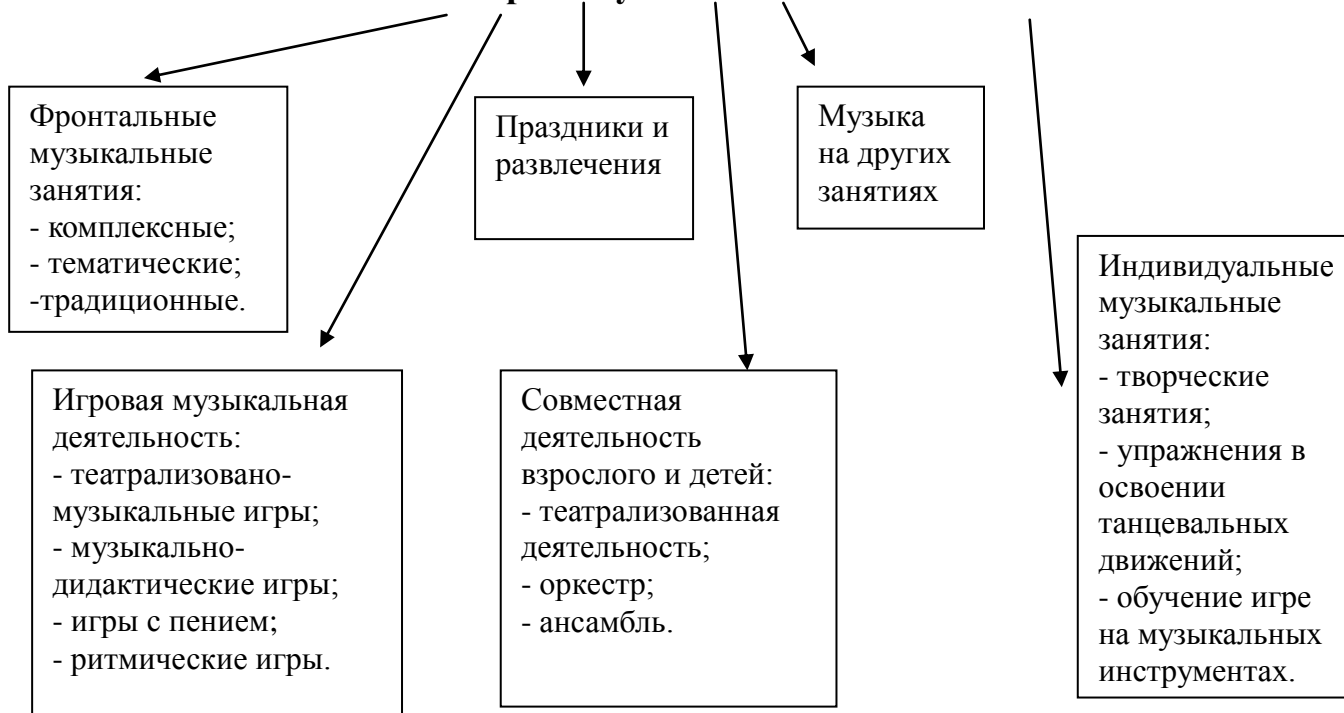 Фронтальные
музыкальные
занятия:
- комплексные;
- тематические;
-традиционные.
Праздники и
развлечения
Музыка
на других
занятиях
Индивидуальные
музыкальные
занятия:
- творческие
занятия;
- упражнения в
освоении
танцевальных
движений;
- обучение игре
на музыкальных
инструментах.
Игровая музыкальная
деятельность:
- театрализовано-
музыкальные игры;
- музыкально-
дидактические игры;
- игры с пением;
- ритмические игры.
Совместная
деятельность
взрослого и детей:
- театрализованная
деятельность;
- оркестр;
- ансамбль.